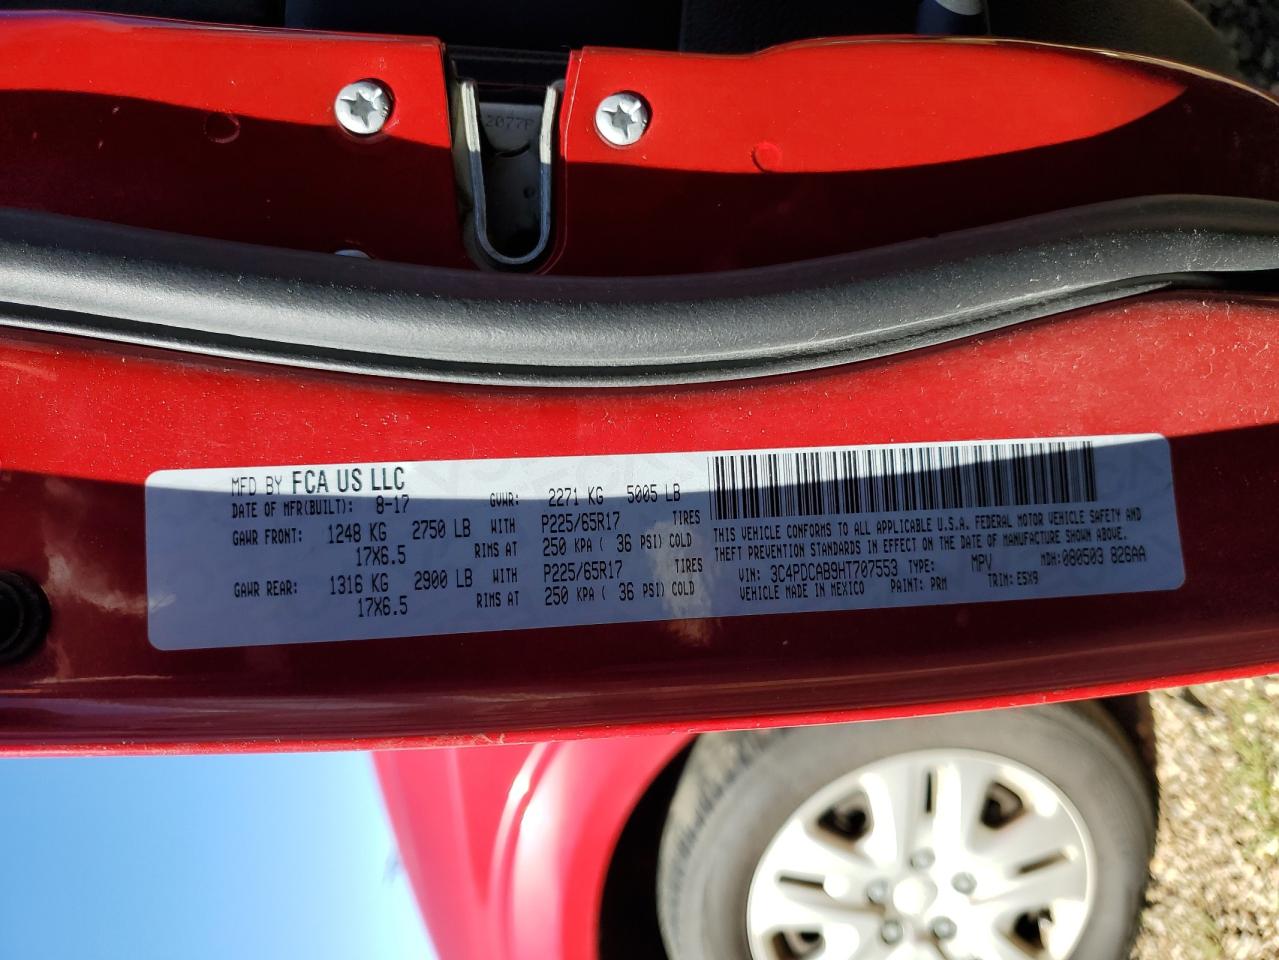 2077P
MFD BY FCA US LLC
DATE OF MFR(BUILT): 8-17 GVWR: 2271 KG 5005 LB
GAWR FRONT: 1248 KG 2750 LB WITH P225/65R17 TIRES
17X6.5 RIMS AT 250 KPA ( 36 PSI) COLD
GAWR REAR: 1316 KG 2900 LB WITH P225/65R17 TIRES
17X6.5 RIMS AT 250 KPA ( 36 PSI) COLD
THIS VEHICLE CONFORMS TO ALL APPLICABLE U.S.A. FEDERAL MOTOR VEHICLE SAFETY AND
THEFT PREVENTION STANDARDS IN EFFECT ON THE DATE OF MANUFACTURE SHOWN ABOVE.
VIN: 3C4PDCAB9HT707553 TYPE: MPV MDH:080503 826AA
VEHICLE MADE IN MEXICO PAINT: PRM TRIM: E5X9